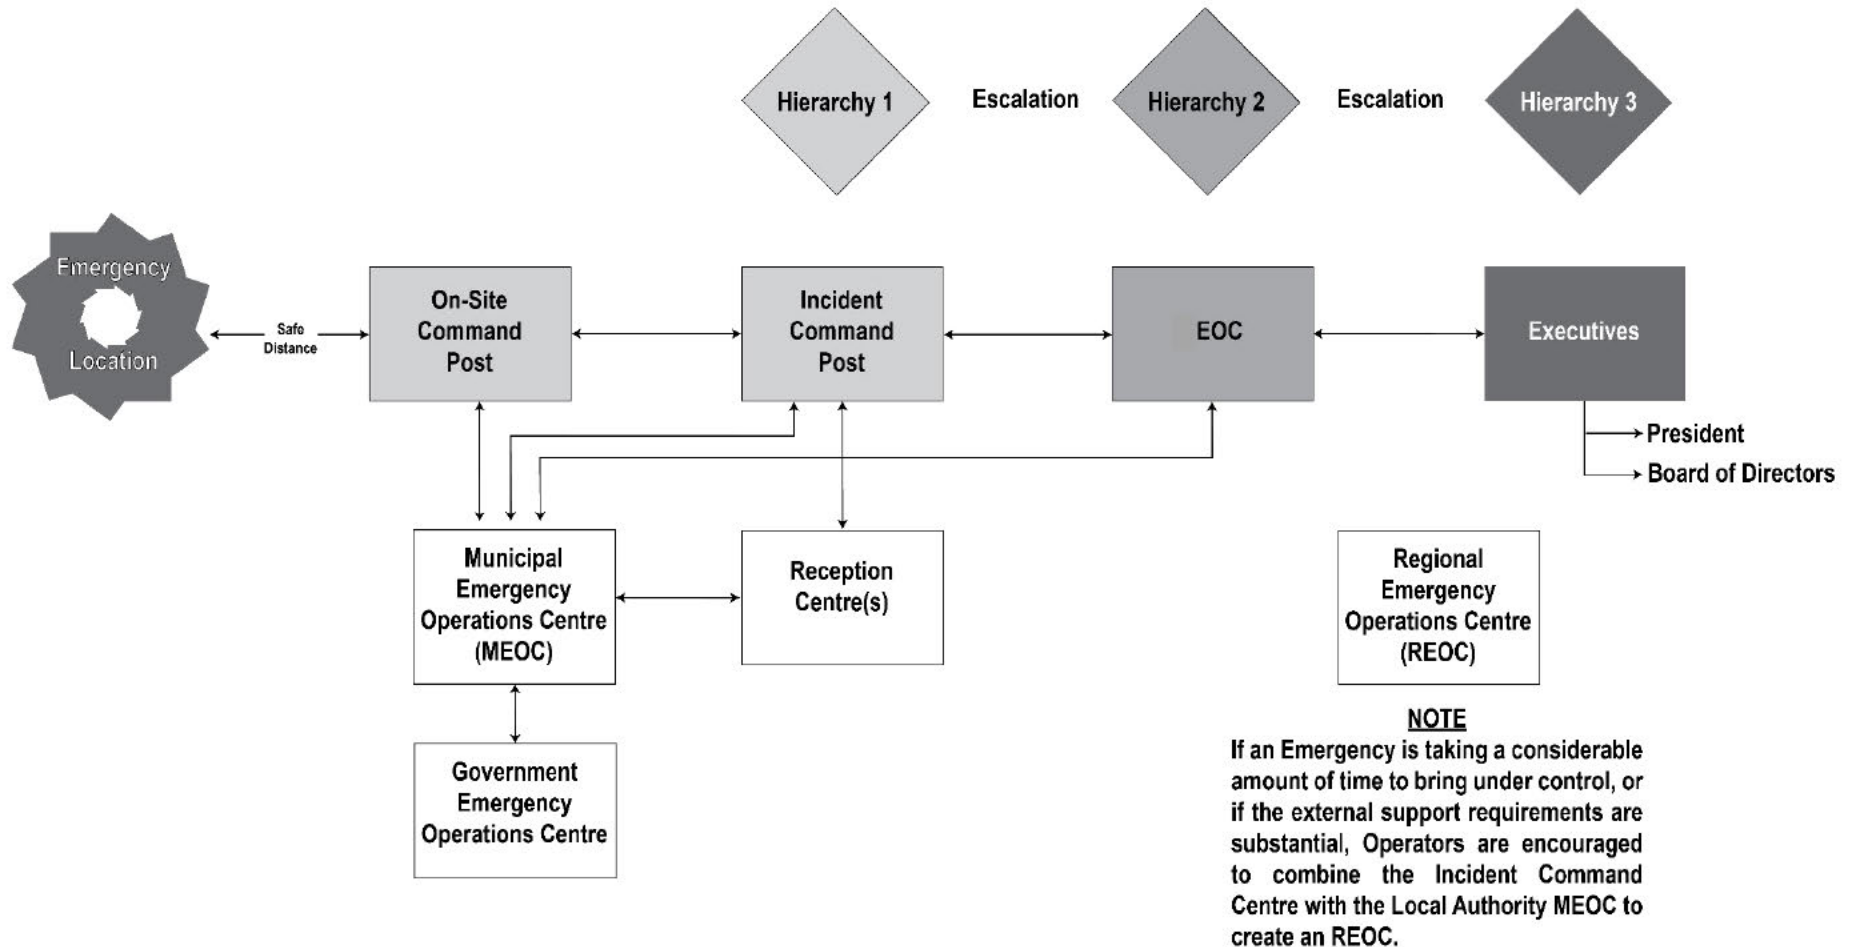 Hierarchy 1
Escalation
Hierarchy 2
Escalation
Hierarchy 3
Emergency
Location
Safe
Distance
On-Site
Command
Post
Incident
Command
Post
EOC
Executives
President
Board of Directors
Municipal
Emergency
Operations Centre
(MEOC)
Reception
Centre(s)
Regional
Emergency
Operations Centre
(REOC)
Government
Emergency
Operations Centre
NOTE
If an Emergency is taking a considerable
amount of time to bring under control, or
if the external support requirements are
substantial, Operators are encouraged
to combine the Incident Command
Centre with the Local Authority MEOC to
create an REOC.